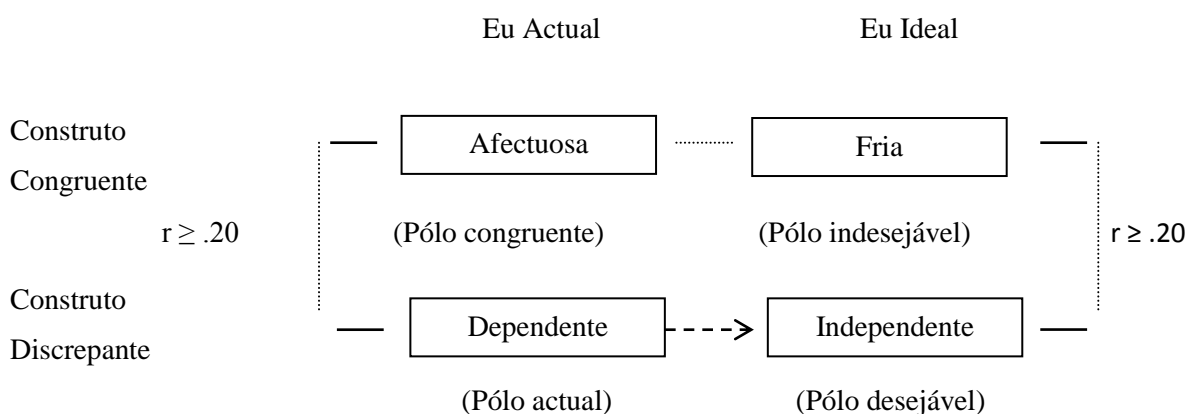 Eu Actual Eu Ideal
Construto
Congruente
Afectuosa Fria
r ≥ .20 (Pólo congruente) (Pólo indesejável) r ≥ .20
Construto
Discrepante
Dependente Independente
(Pólo actual) (Pólo desejável)